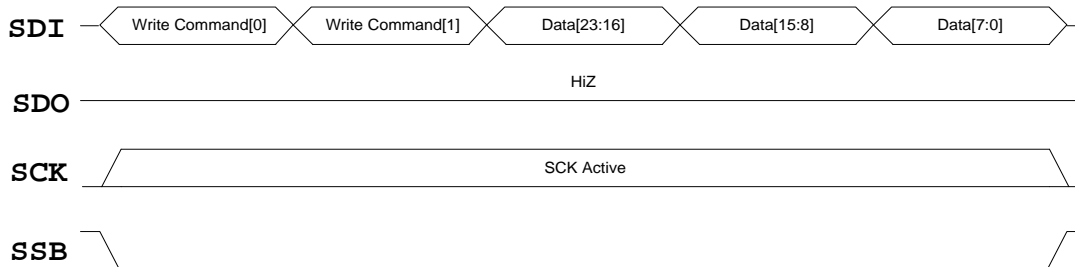 SDI Write Command[0] Write Command[1] Data[23:16] Data[15:8] Data[7:0]
HiZ
SDO
SCK SCK Active
SSB